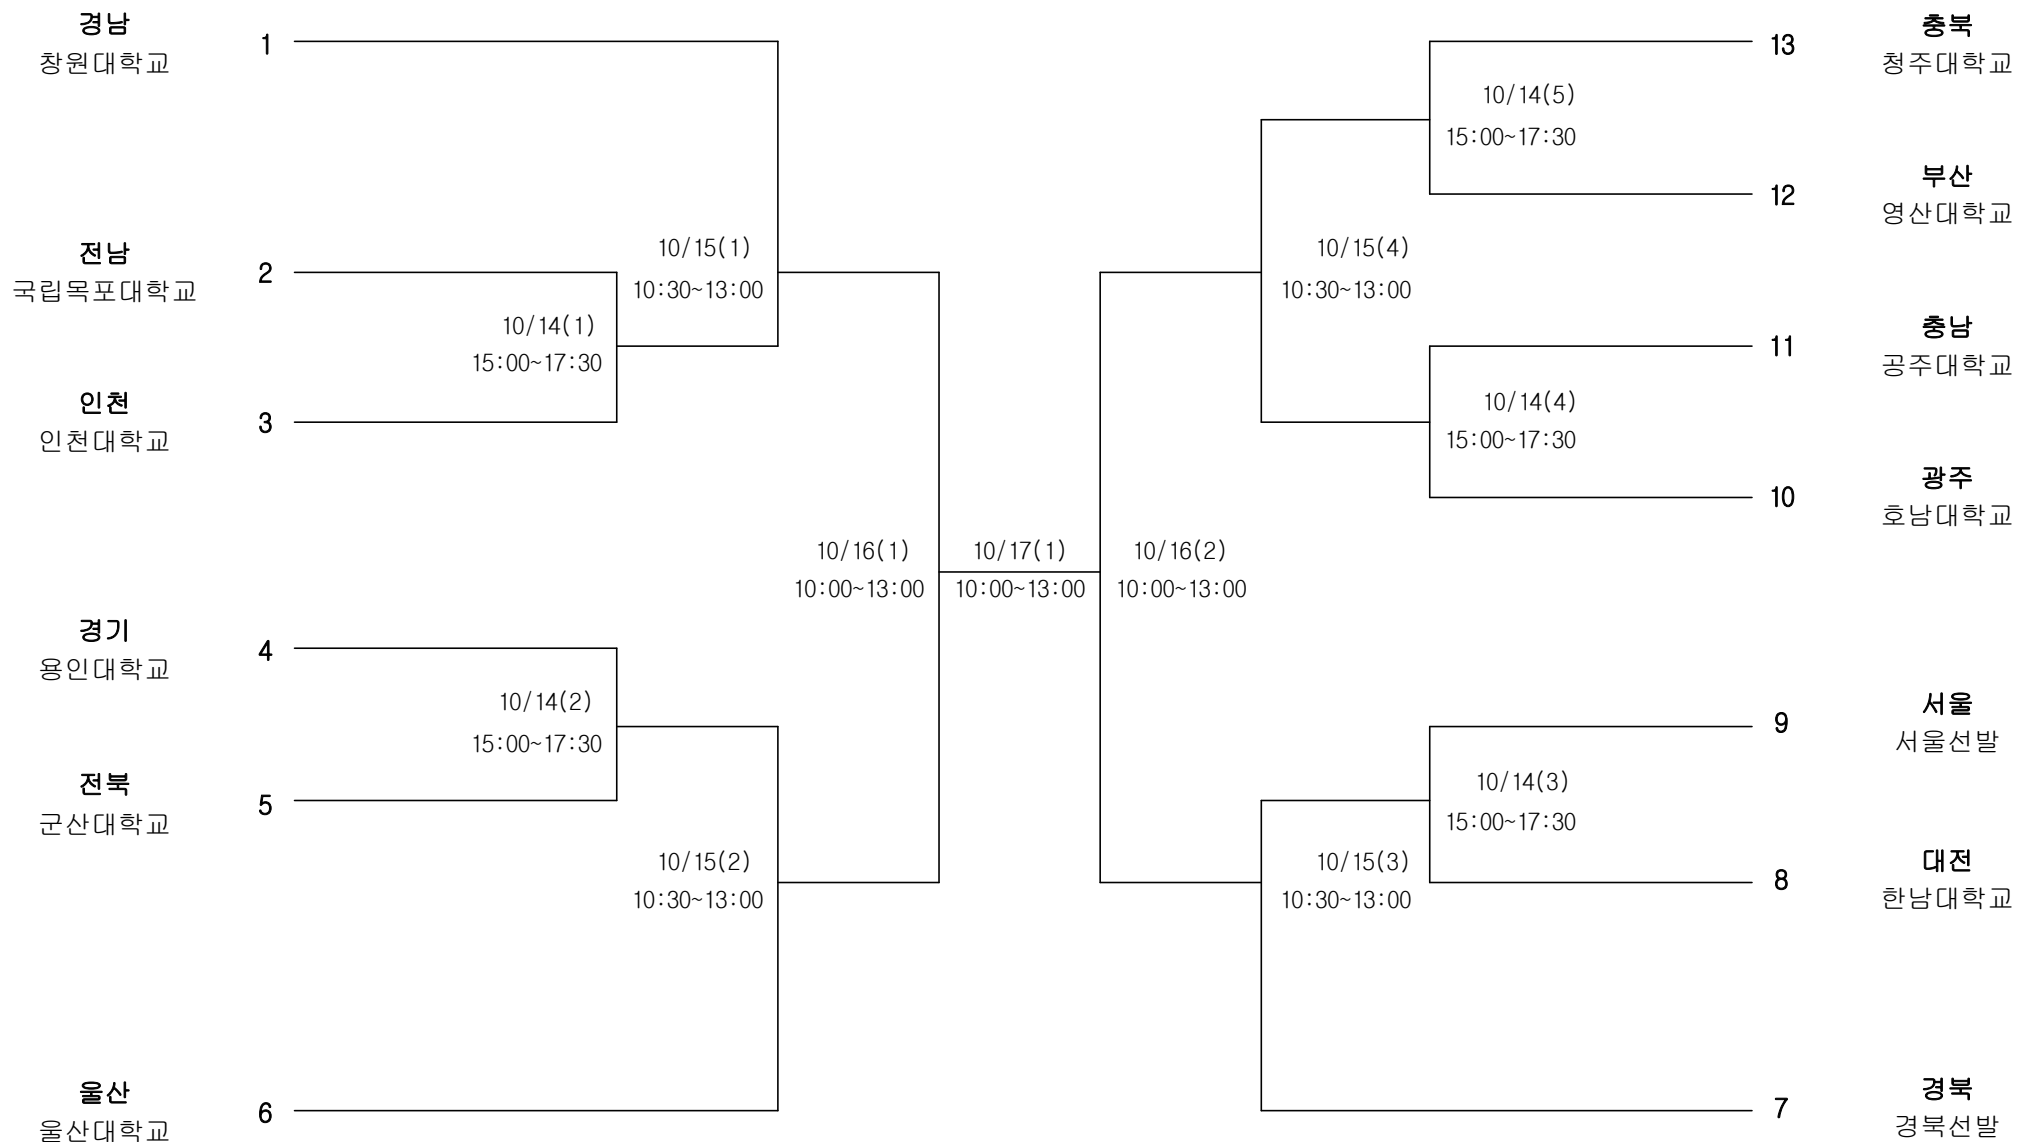 경남
창원대학교
1
전남
국립목포대학교
2
인천
인천대학교
3
경기
용인대학교
4
전북
군산대학교
5
울산
울산대학교
6
10/14(1)
15:00~17:30
10/14(2)
15:00~17:30
10/15(1)
10:30~13:00
10/15(2)
10:30~13:00
10/16(1)
10:00~13:00
10/17(1)
10:00~13:00
10/16(2)
10:00~13:00
10/15(4)
10:30~13:00
10/15(3)
10:30~13:00
10/14(5)
15:00~17:30
10/14(4)
15:00~17:30
10/14(3)
15:00~17:30
13
충북
청주대학교
12
부산
영산대학교
11
충남
공주대학교
10
광주
호남대학교
9
서울
서울선발
8
대전
한남대학교
7
경북
경북선발